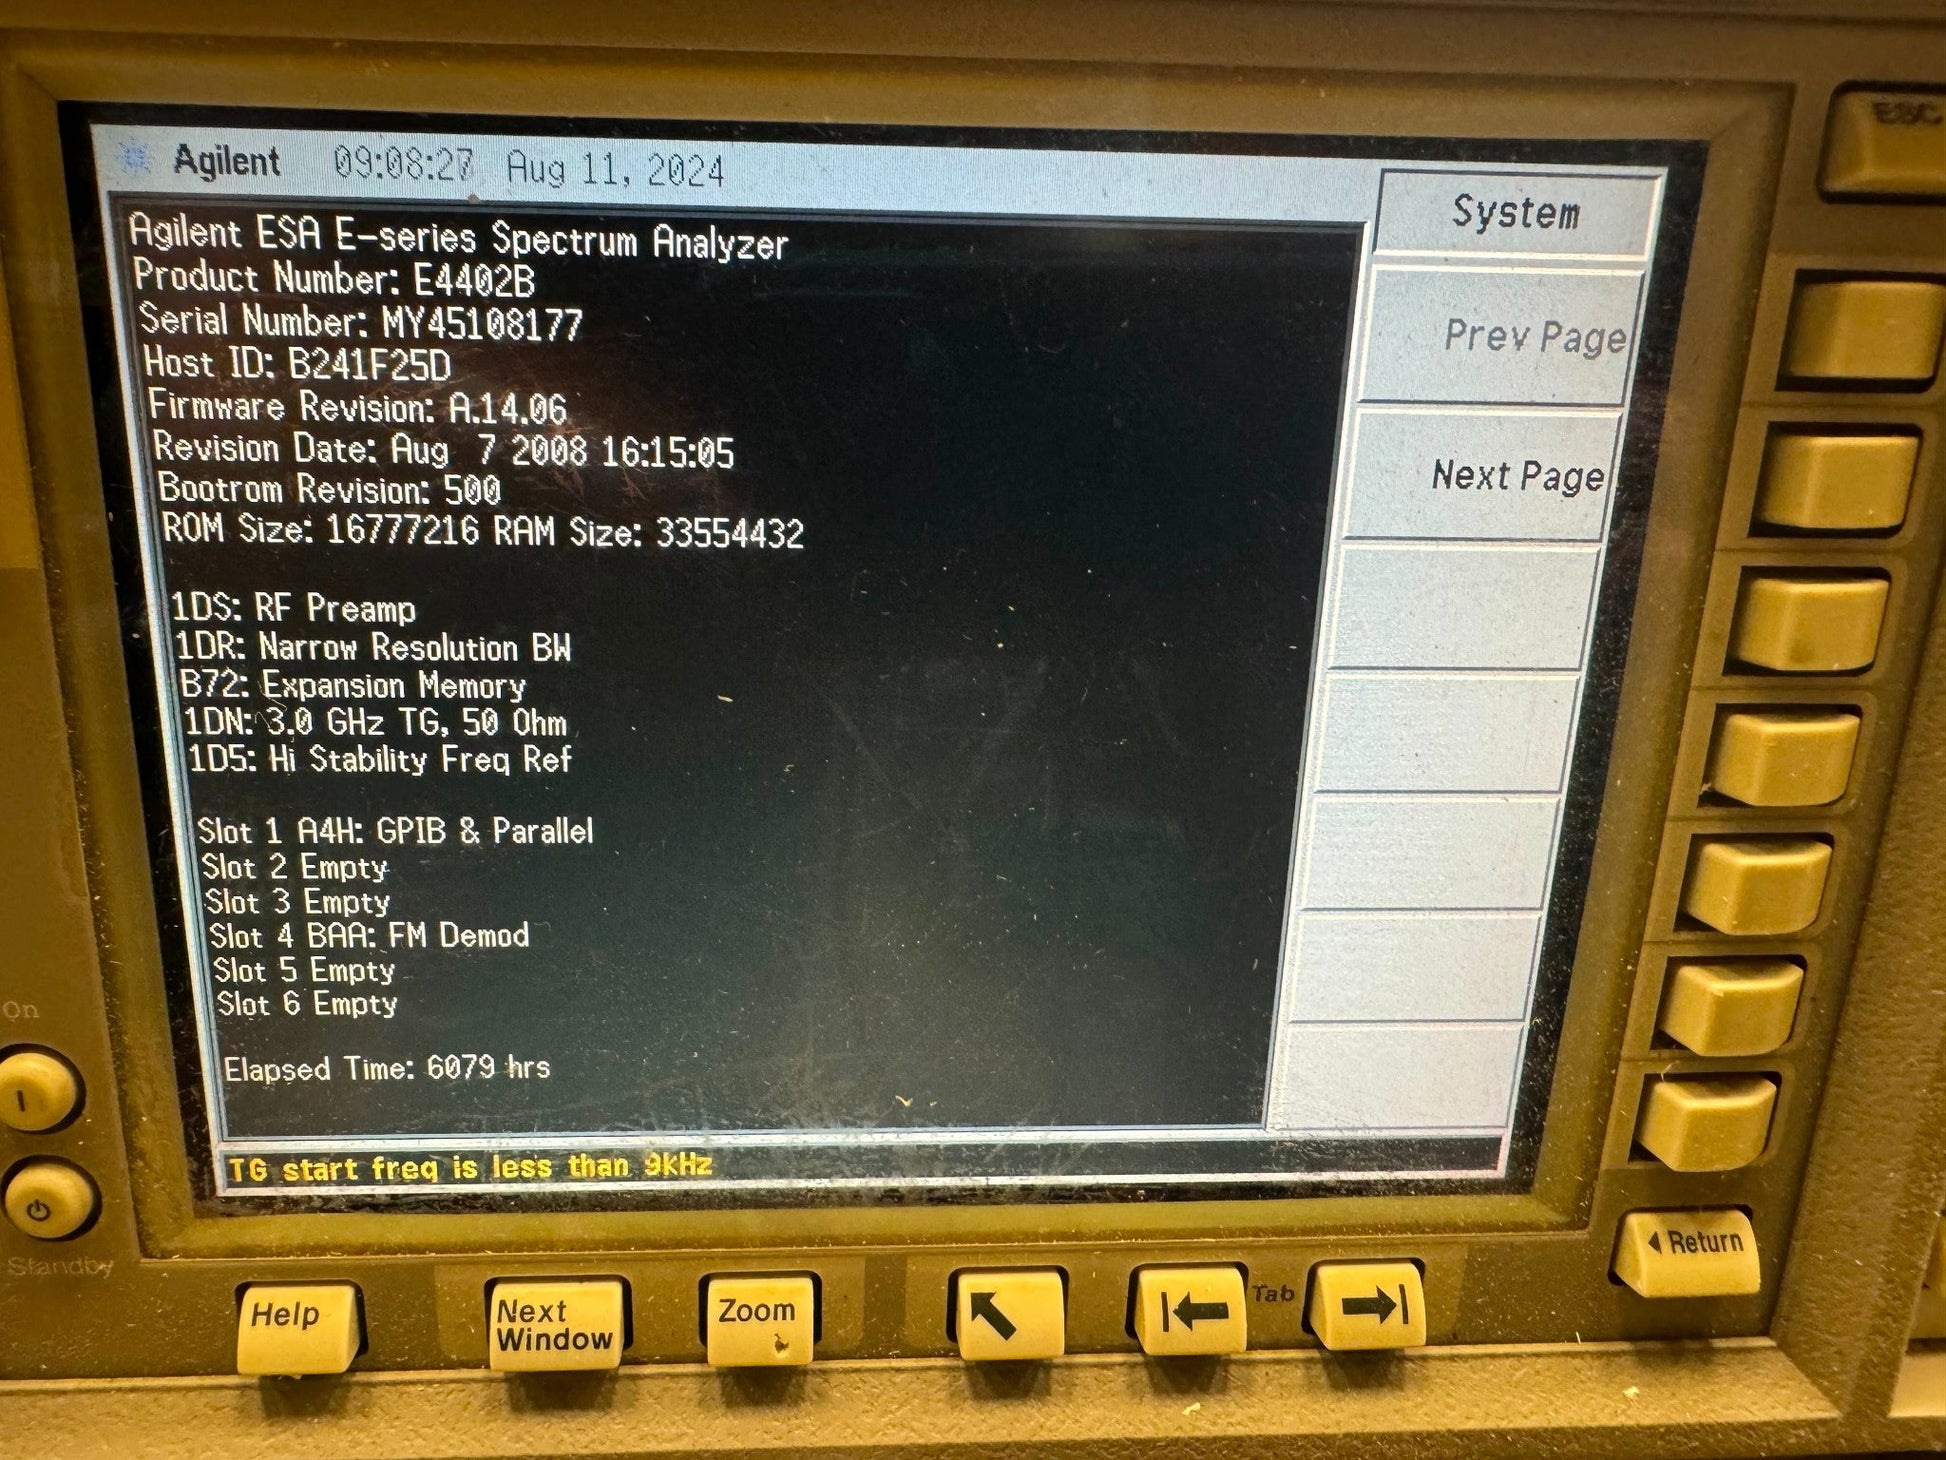 Agilent 09:08:27 Aug 11, 2024
Agilent ESA E-series Spectrum Analyzer
Product Number: E4402B
Serial Number: MY45108177
Host ID: B241F25D
Firmware Revision: A.14.06
Revision Date: Aug 7 2008 16:15:05
Bootrom Revision: 500
ROM Size: 16777216 RAM Size: 33554432
1DS: RF Preamp
1DR: Narrow Resolution BW
B72: Expansion Memory
1DN: 3.0 GHz TG, 50 Ohm
1D5: Hi Stability Freq Ref
Slot 1 A4H: GPIB & Parallel
Slot 2 Empty
Slot 3 Empty
Slot 4 BAA: FM Demod
Slot 5 Empty
Slot 6 Empty
Elapsed Time: 6079 hrs
TG start freq is less than 9kHz
System
Prev Page
Next Page
ESC
On
Standby
Help
Next
Window
Zoom
Tab
Return